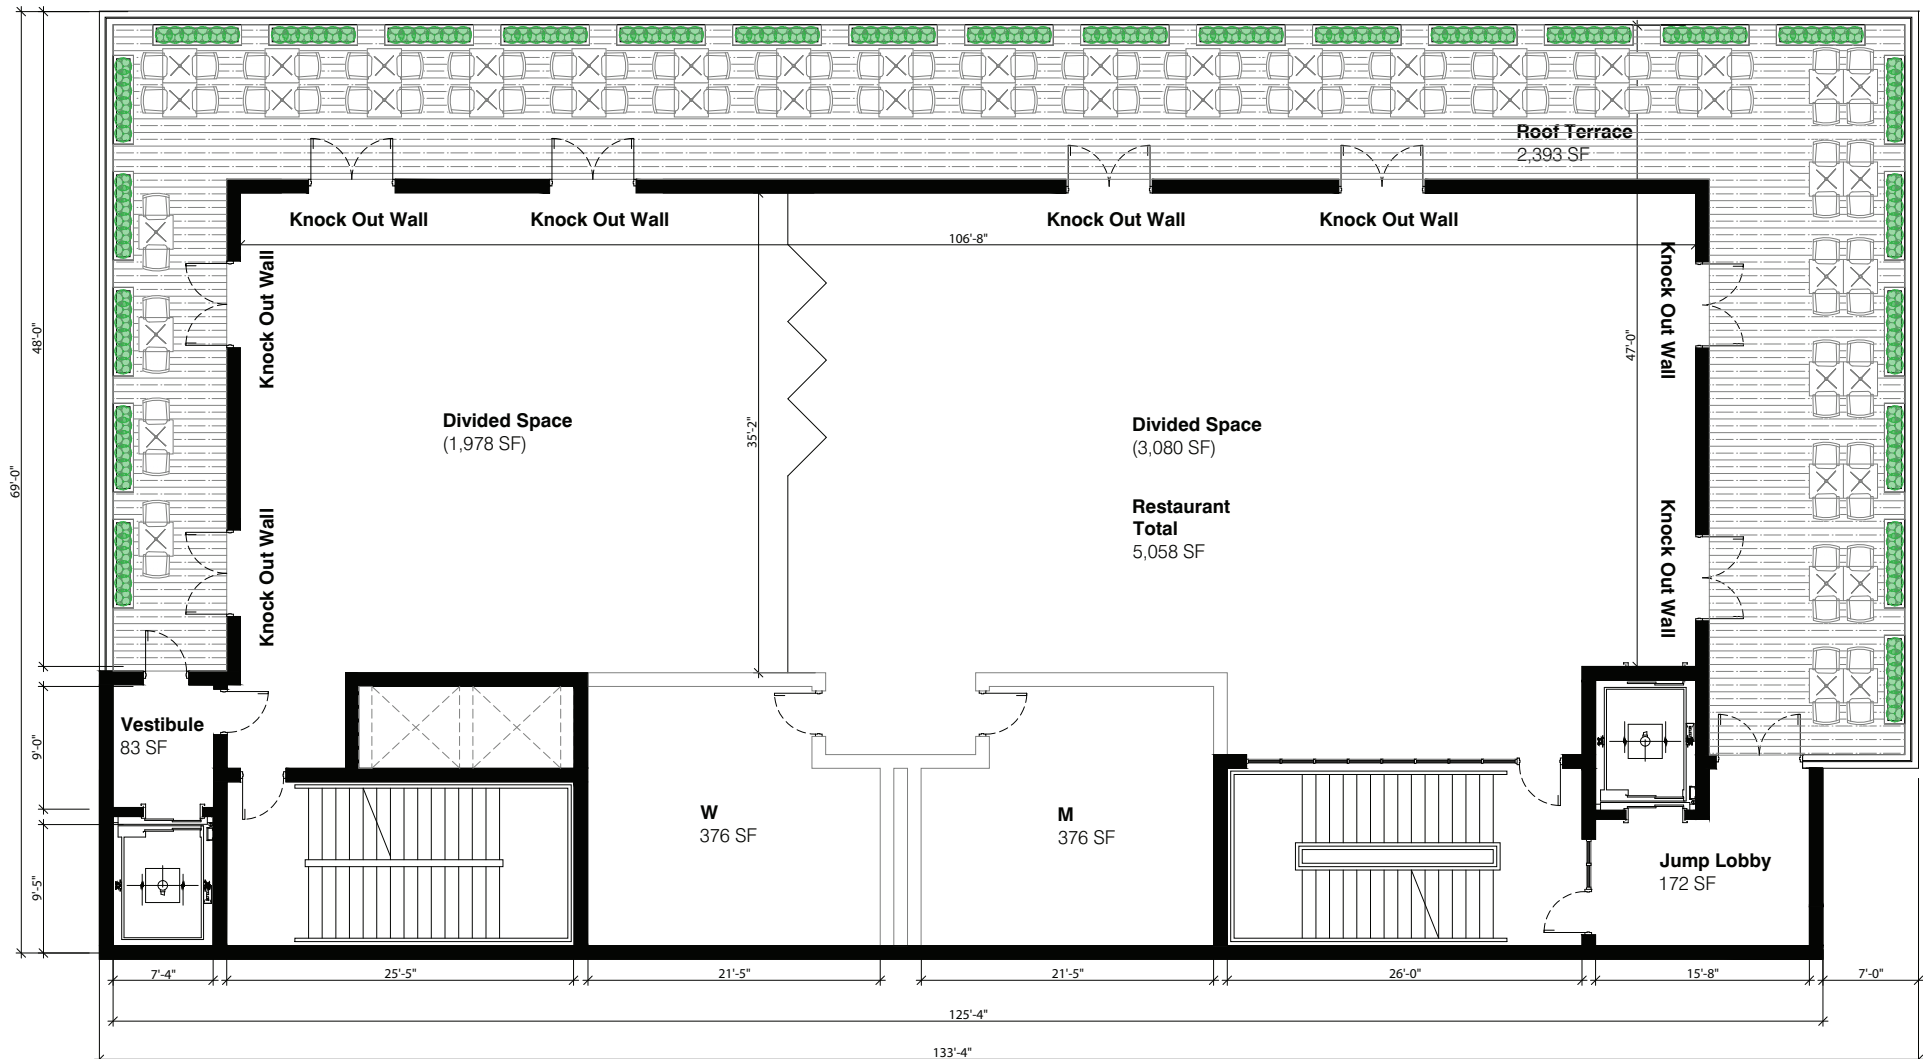 Roof Terrace
2,393 SF
Knock Out Wall
Knock Out Wall
Knock Out Wall
Knock Out Wall
106'-8"
Knock Out Wall
Knock Out Wall
48'-0"
47'-0"
Divided Space
(1,978 SF)
35'-2"
Divided Space
(3,080 SF)
69'-0"
Restaurant
Total
5,058 SF
Knock Out Wall
Knock Out Wall
Vestibule
83 SF
9'-0"
W
376 SF
M
376 SF
Jump Lobby
172 SF
9'-5"
7'-4"
25'-5"
21'-5"
21'-5"
26'-0"
15'-8"
7'-0"
125'-4"
133'-4"